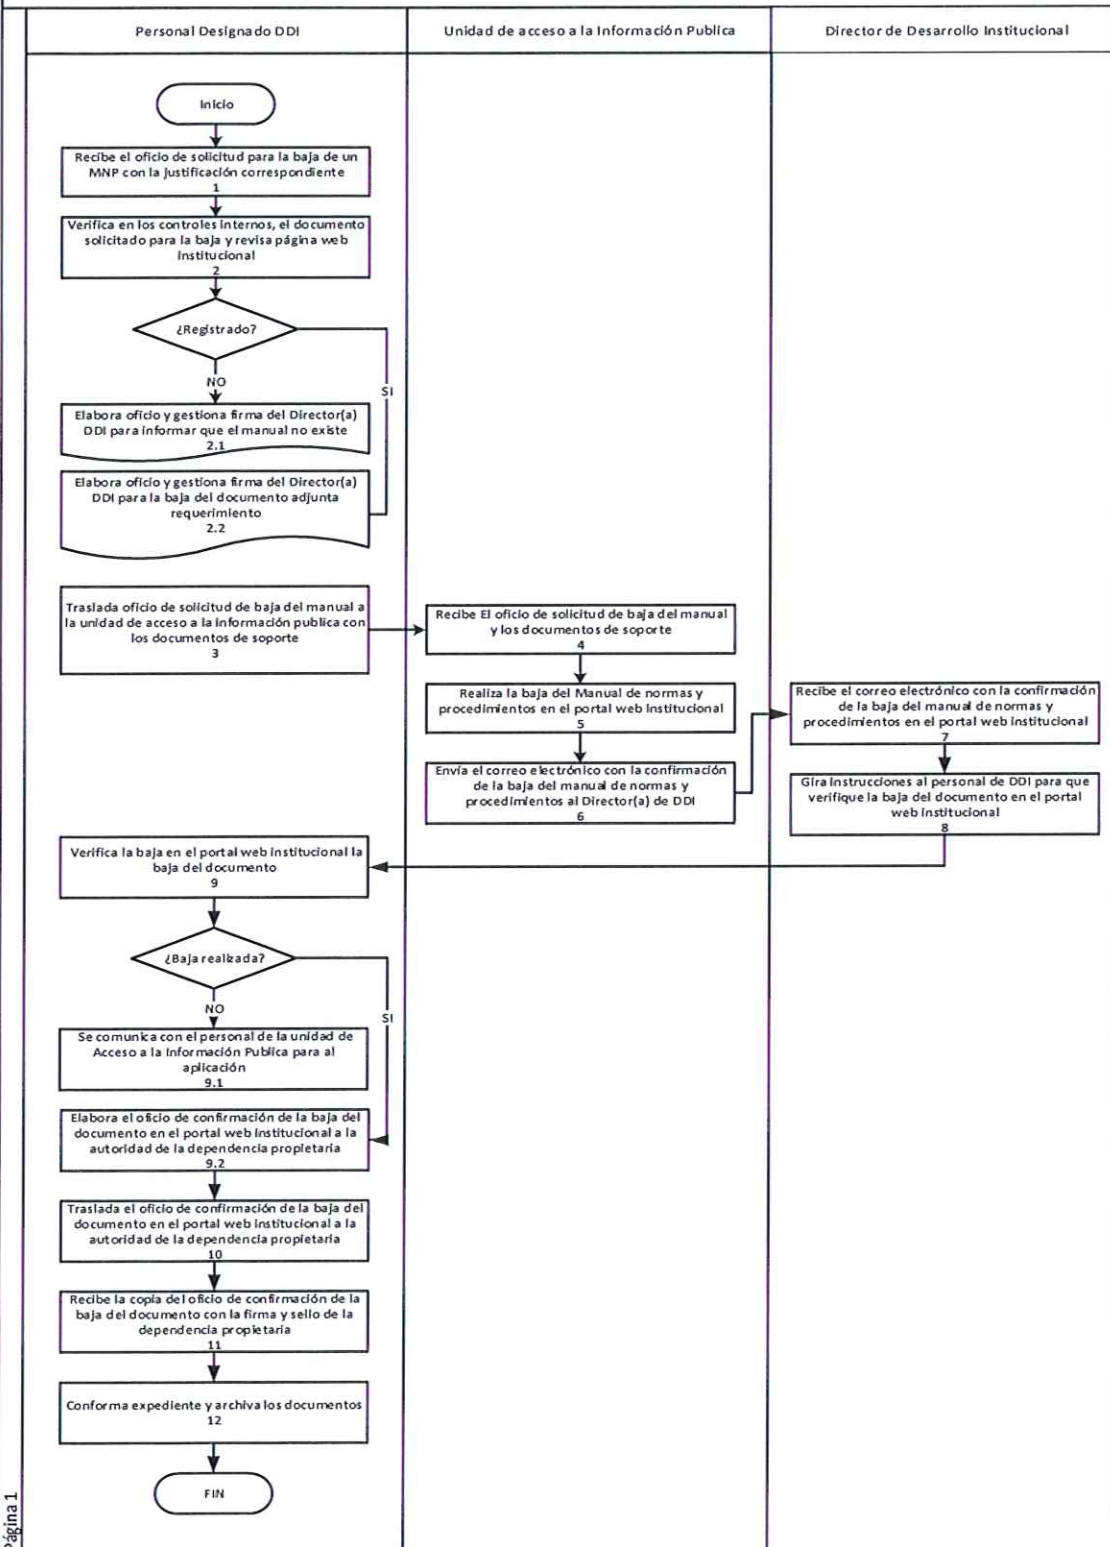 Personal Designado DDI
Unidad de acceso a la Información Publica
Director de Desarrollo Institucional
Inicio
Recibe el oficio de solicitud para la baja de un
MNP con la justificación correspondiente
1
Verifica en los controles internos, el documento
solicitado para la baja y revisa página web
institucional
2
¿Registrado?
NO
SI
Elabora oficio y gestiona firma del Director(a)
DDI para informar que el manual no existe
2.1
Elabora oficio y gestiona firma del Director(a)
DDI para la baja del documento adjunta
requerimiento
2.2
Traslada oficio de solicitud de baja del manual a
la unidad de acceso a la información publica con
los documentos de soporte
3
Recibe El oficio de solicitud de baja del manual
y los documentos de soporte
4
Realiza la baja del Manual de normas y
procedimientos en el portal web institucional
5
Envía el correo electrónico con la confirmación
de la baja del manual de normas y
procedimientos al Director(a) de DDI
6
Recibe el correo electrónico con la confirmación
de la baja del manual de normas y
procedimientos en el portal web institucional
7
Gira instrucciones al personal de DDI para que
verifique la baja del documento en el portal
web institucional
8
Verifica la baja en el portal web institucional la
baja del documento
9
¿Baja realizada?
NO
SI
Se comunica con el personal de la unidad de
Acceso a la Información Publica para al
aplicación
9.1
Elabora el oficio de confirmación de la baja del
documento en el portal web institucional a la
autoridad de la dependencia propietaria
9.2
Traslada el oficio de confirmación de la baja del
documento en el portal web institucional a la
autoridad de la dependencia propietaria
10
Recibe la copia del oficio de confirmación de la
baja del documento con la firma y sello de la
dependencia propietaria
11
Conforma expediente y archiva los documentos
12
FIN
Página 1